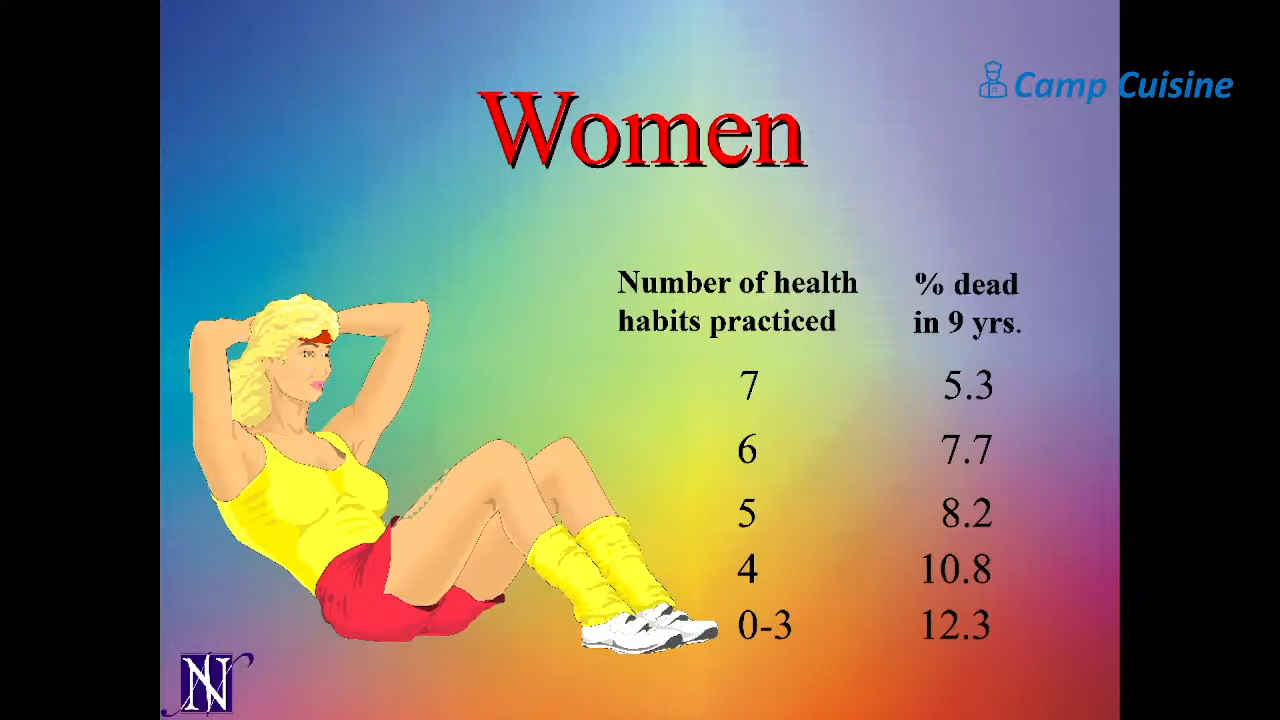 Camp Cuisine
Women
Number of health % dead
habits practiced in 9 yrs.
7 5.3
6 7.7
5 8.2
4 10.8
0-3 12.3
N